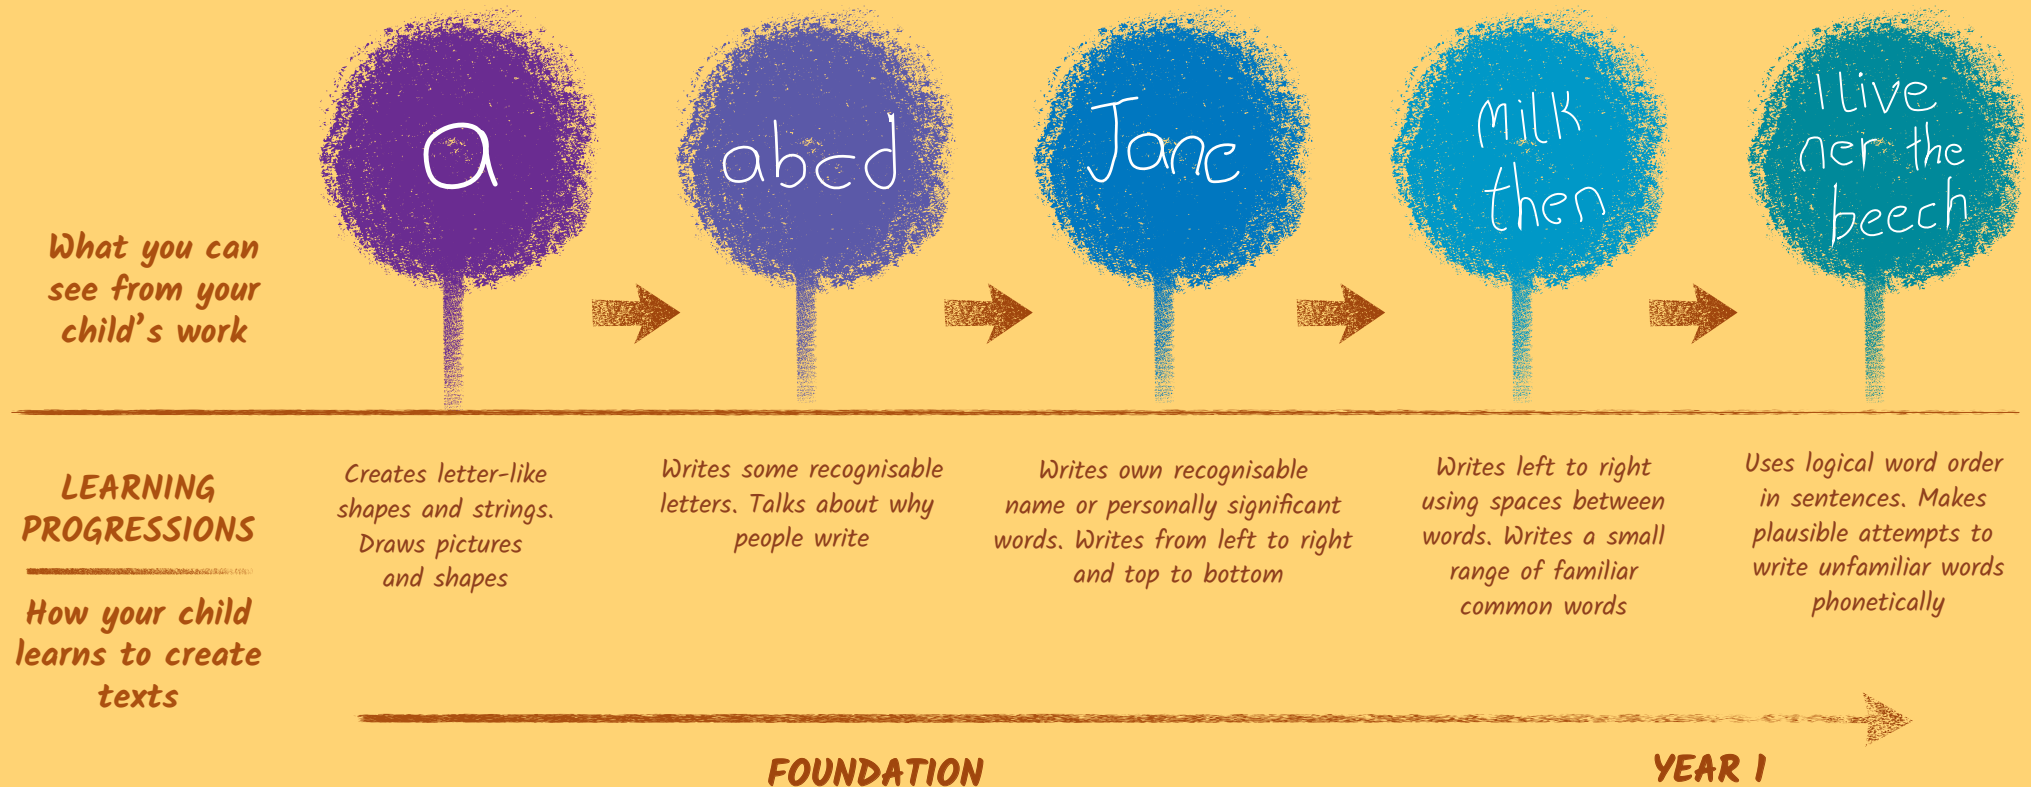 What you can
see from your
child's work
a
abcd
Jane
milk
then
I live
ner the
beech
LEARNING
PROGRESSIONS
How your child
learns to create
texts
Creates letter-like
shapes and strings.
Draws pictures
and shapes
Writes some recognisable
letters. Talks about why
people write
Writes own recognisable
name or personally significant
words. Writes from left to right
and top to bottom
Writes left to right
using spaces between
words. Writes a small
range of familiar
common words
Uses logical word order
in sentences. Makes
plausible attempts to
write unfamiliar words
phonetically
FOUNDATION
YEAR 1